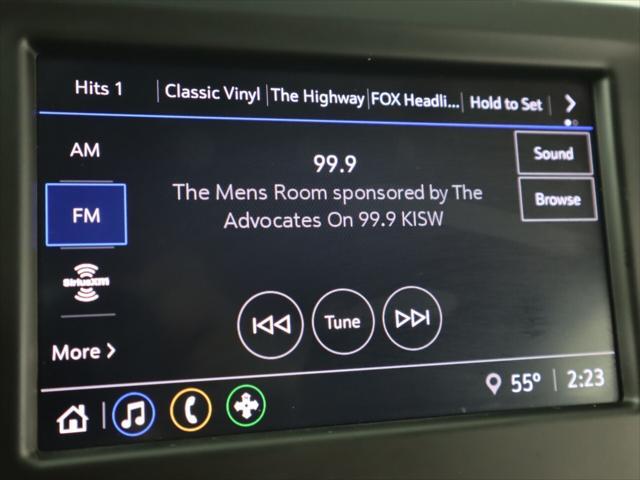 Hits 1 Classic Vinyl The Highway FOX Headli... Hold to Set
AM
99.9
Sound
The Mens Room sponsored by The
Browse
FM
Advocates On 99.9 KISW
SiriusXM
Tune
More
55° 2:23